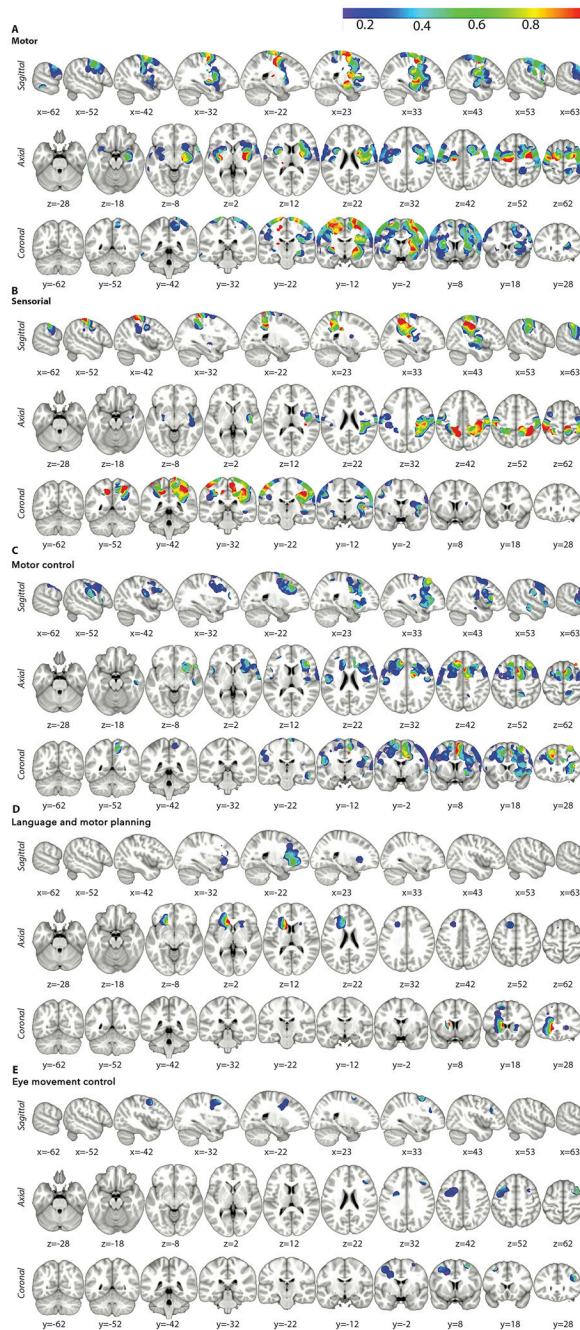 0.2 0.4 0.6 0.8
A
Motor
Sagittal
x=-62 x=-52 x=-42 x=-32 x=-22 x=23 x=33 x=43 x=53 x=63
Axial
z=-28 z=-18 z=-8 z=2 z=12 z=22 z=32 z=42 z=52 z=62
Coronal
y=-62 y=-52 y=-42 y=-32 y=-22 y=-12 y=-2 y=8 y=18 y=28
B
Sensorial
Sagittal
x=-62 x=-52 x=-42 x=-32 x=-22 x=23 x=33 x=43 x=53 x=63
Axial
z=-28 z=-18 z=-8 z=2 z=12 z=22 z=32 z=42 z=52 z=62
Coronal
y=-62 y=-52 y=-42 y=-32 y=-22 y=-12 y=-2 y=8 y=18 y=28
C
Motor control
Sagittal
x=-62 x=-52 x=-42 x=-32 x=-22 x=23 x=33 x=43 x=53 x=63
Axial
z=-28 z=-18 z=-8 z=2 z=12 z=22 z=32 z=42 z=52 z=62
Coronal
y=-62 y=-52 y=-42 y=-32 y=-22 y=-12 y=-2 y=8 y=18 y=28
D
Language and motor planning
Sagittal
x=-62 x=-52 x=-42 x=-32 x=-22 x=23 x=33 x=43 x=53 x=63
Axial
z=-28 z=-18 z=-8 z=2 z=12 z=22 z=32 z=42 z=52 z=62
Coronal
y=-62 y=-52 y=-42 y=-32 y=-22 y=-12 y=-2 y=8 y=18 y=28
E
Eye movement control
Sagittal
x=-62 x=-52 x=-42 x=-32 x=-22 x=23 x=33 x=43 x=53 x=63
Axial
z=-28 z=-18 z=-8 z=2 z=12 z=22 z=32 z=42 z=52 z=62
Coronal
y=-62 y=-52 y=-42 y=-32 y=-22 y=-12 y=-2 y=8 y=18 y=28